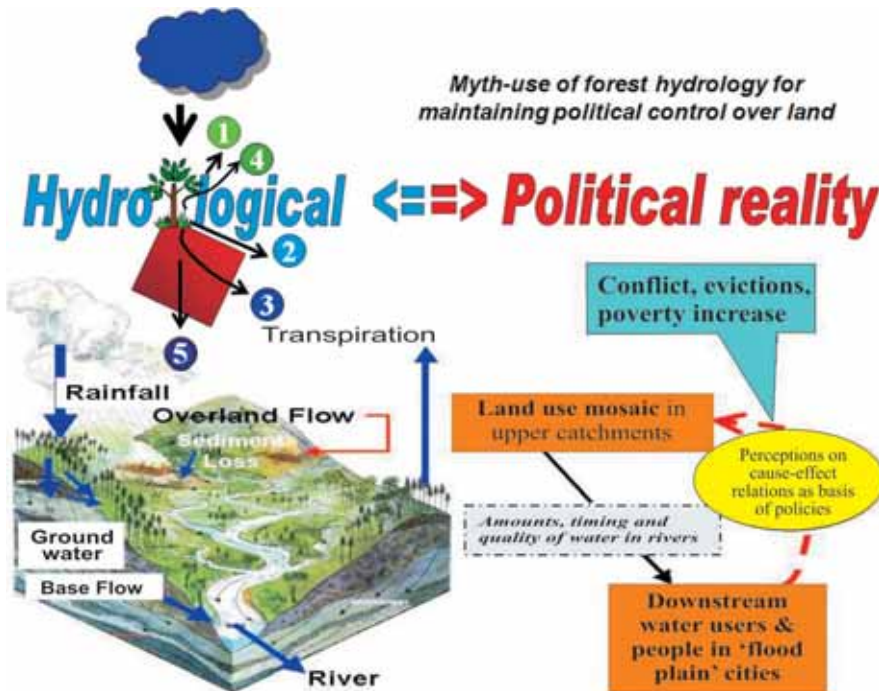 Myth-use of forest hydrology for
maintaining political control over land
1
4
Hydro logical <==> Political reality
2
3
5
Conflict, evictions,
poverty increase
Transpiration
Rainfall
Overland Flow
Sediment
Loss
Land use mosaic in
upper catchments
Perceptions on
cause-effect
relations as basis
of policies
Amounts, timing and
quality of water in rivers
Ground
water
Base Flow
River
Downstream
water users &
people in ‘flood
plain’ cities